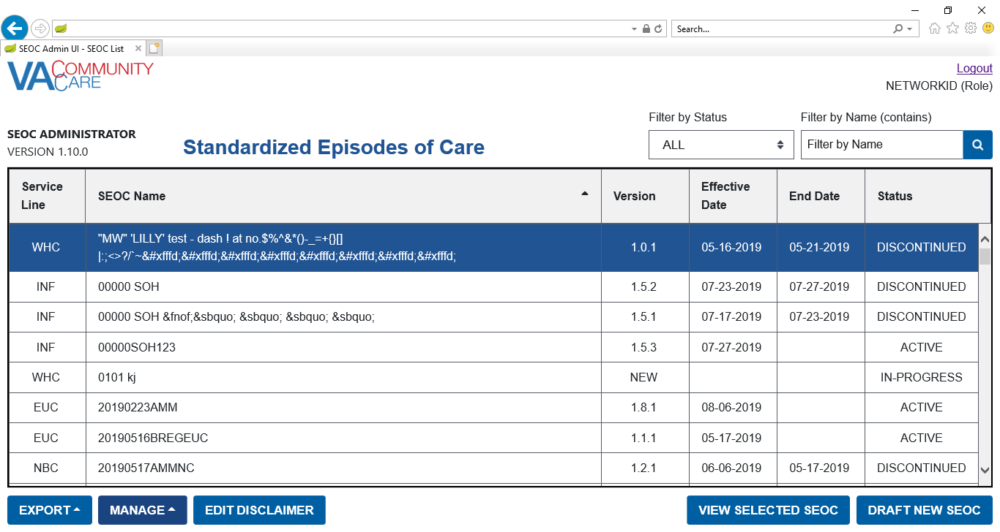 Search...
SEOC Admin UI - SEOC List
VA COMMUNITY CARE
Logout
NETWORKID (Role)
Filter by Status
Filter by Name (contains)
SEOC ADMINISTRATOR
VERSION 1.10.0
Standardized Episodes of Care
ALL
Filter by Name
Service Line SEOC Name Version Effective Date End Date Status
WHC "MW" 'LILLY' test - dash ! at no.$%^&*()-_=+{}[] 1.0.1 05-16-2019 05-21-2019 DISCONTINUED
|:;<>?/`~&#xfffd;&#xfffd;&#xfffd;&#xfffd;&#xfffd;&#xfffd;&#xfffd;&#xfffd;
INF 00000 SOH 1.5.2 07-23-2019 07-27-2019 DISCONTINUED
INF 00000 SOH &fnof;&sbquo; &sbquo; &sbquo; &sbquo; 1.5.1 07-17-2019 07-23-2019 DISCONTINUED
INF 00000SOH123 1.5.3 07-27-2019 ACTIVE
WHC 0101 kj NEW IN-PROGRESS
EUC 20190223AMM 1.8.1 08-06-2019 ACTIVE
EUC 20190516BREGEUC 1.1.1 05-17-2019 ACTIVE
NBC 20190517AMMNC 1.2.1 06-06-2019 05-17-2019 DISCONTINUED
EXPORT MANAGE EDIT DISCLAIMER VIEW SELECTED SEOC DRAFT NEW SEOC